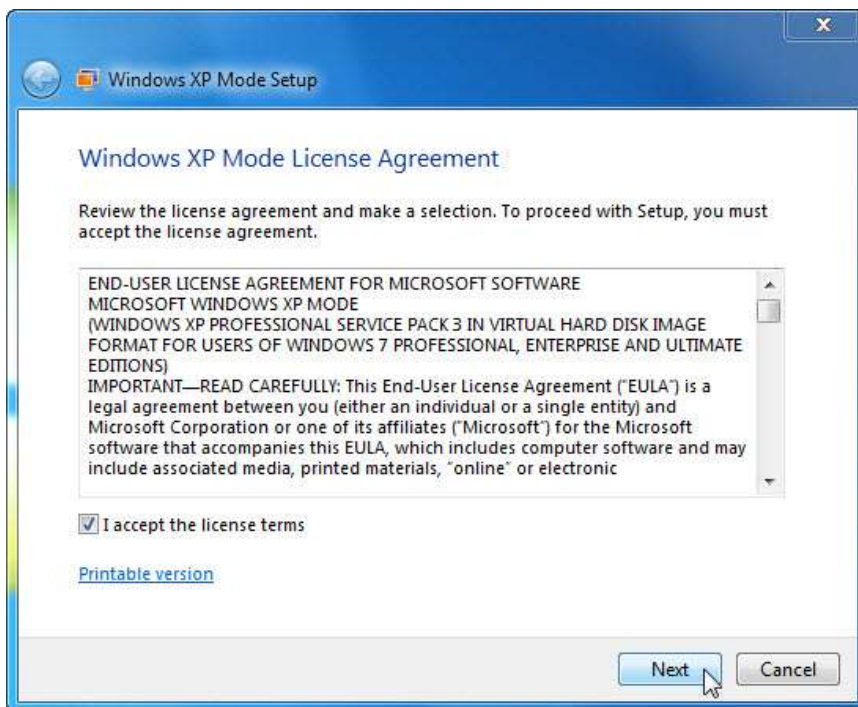 Windows XP Mode Setup
Windows XP Mode License Agreement
Review the license agreement and make a selection. To proceed with Setup, you must
accept the license agreement.
END-USER LICENSE AGREEMENT FOR MICROSOFT SOFTWARE
MICROSOFT WINDOWS XP MODE
(WINDOWS XP PROFESSIONAL SERVICE PACK 3 IN VIRTUAL HARD DISK IMAGE
FORMAT FOR USERS OF WINDOWS 7 PROFESSIONAL, ENTERPRISE AND ULTIMATE
EDITIONS)
IMPORTANT—READ CAREFULLY: This End-User License Agreement ("EULA") is a
legal agreement between you (either an individual or a single entity) and
Microsoft Corporation or one of its affiliates ("Microsoft") for the Microsoft
software that accompanies this EULA, which includes computer software and may
include associated media, printed materials, "online" or electronic
I accept the license terms
Printable version
Next
Cancel